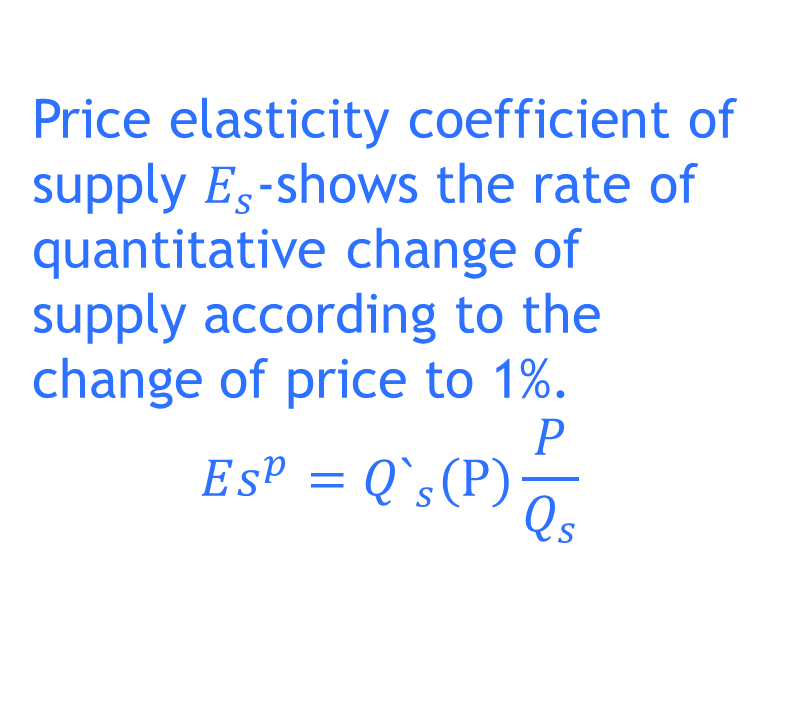 Price elasticity coefficient of
supply Eₛ-shows the rate of
quantitative change of
supply according to the
change of price to 1%.
Esᵖ = Q`ₛ(P) P/Qₛ